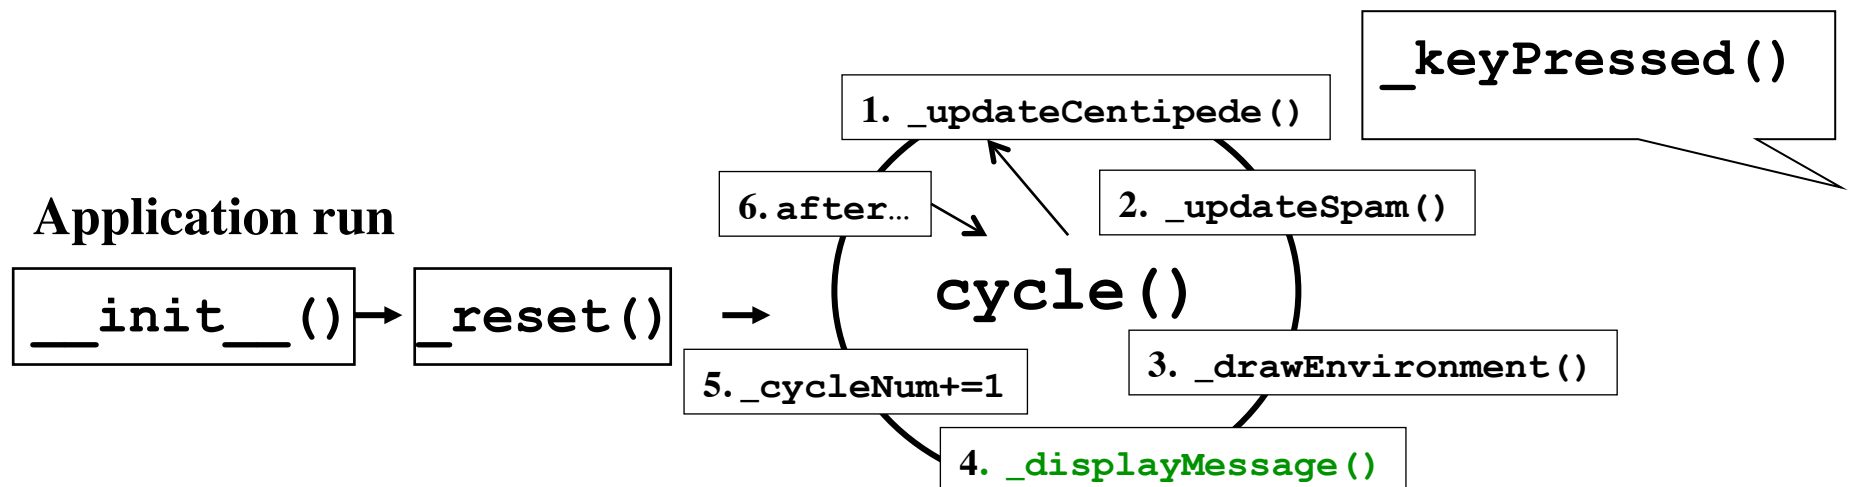 _keyPressed()
1. _updateCentipede()
6. after…
2. _updateSpam()
Application run
__init__()
_reset()
cycle()
3. _drawEnvironment()
5. _cycleNum+=1
4. _displayMessage()